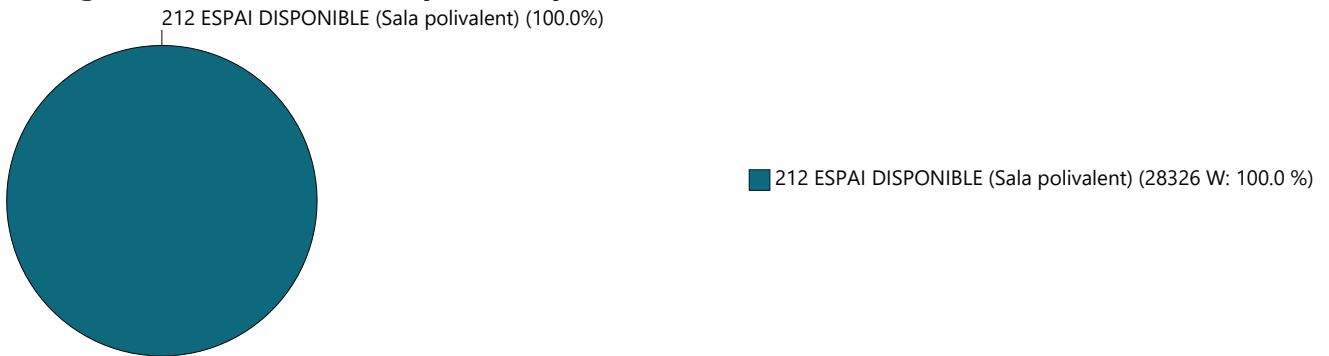 212 ESPAI DISPONIBLE (Sala polivalent) (100.0%)
212 ESPAI DISPONIBLE (Sala polivalent) (28326 W: 100.0 %)